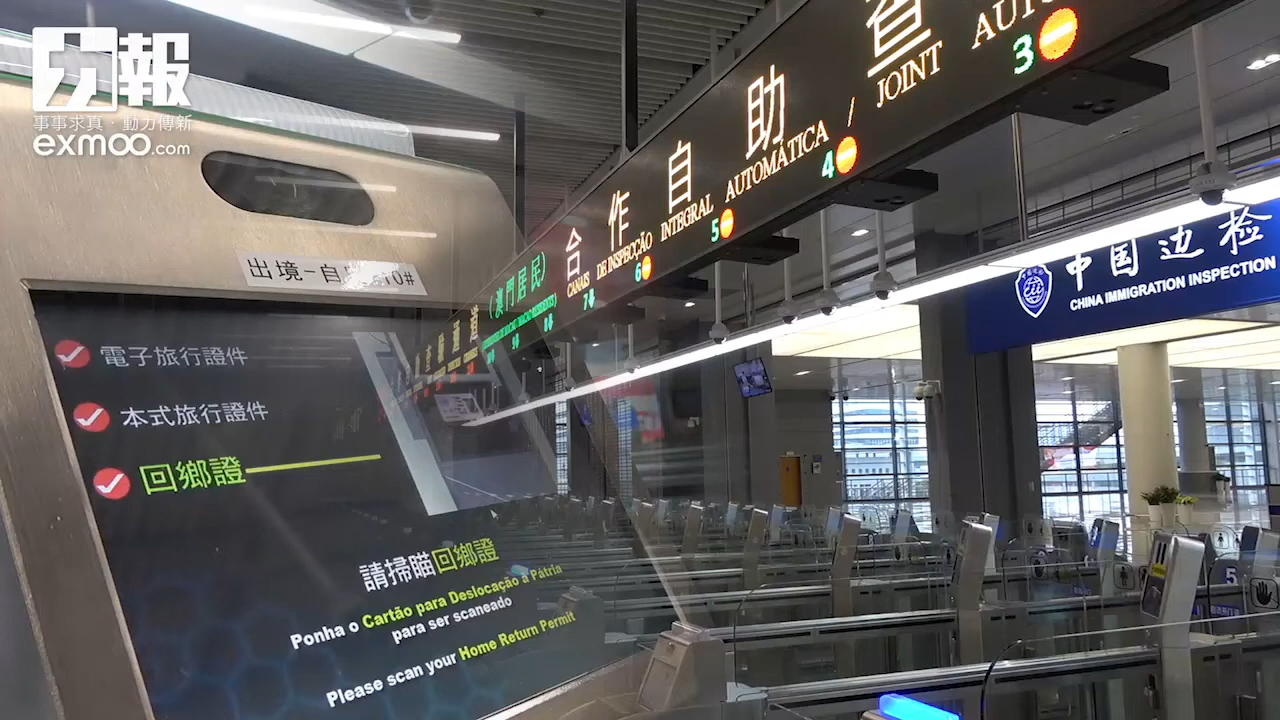 力報
事事求真·動力傳新
exmoo.com
出境-自助
10#
電子旅行證件
本式旅行證件
回鄉證
請掃瞄回鄉證
Ponha o Cartão para Deslocação à Pátria
para ser scaneado
Please scan your Home Return Permit
(澳門居民)
合作自助查
CANAIS DE INSPECÇÃO INTEGRAL AUTOMÁTICA / JOINT
3
4
5
6
7
8
9
中国边检
CHINA IMMIGRATION INSPECTION
5